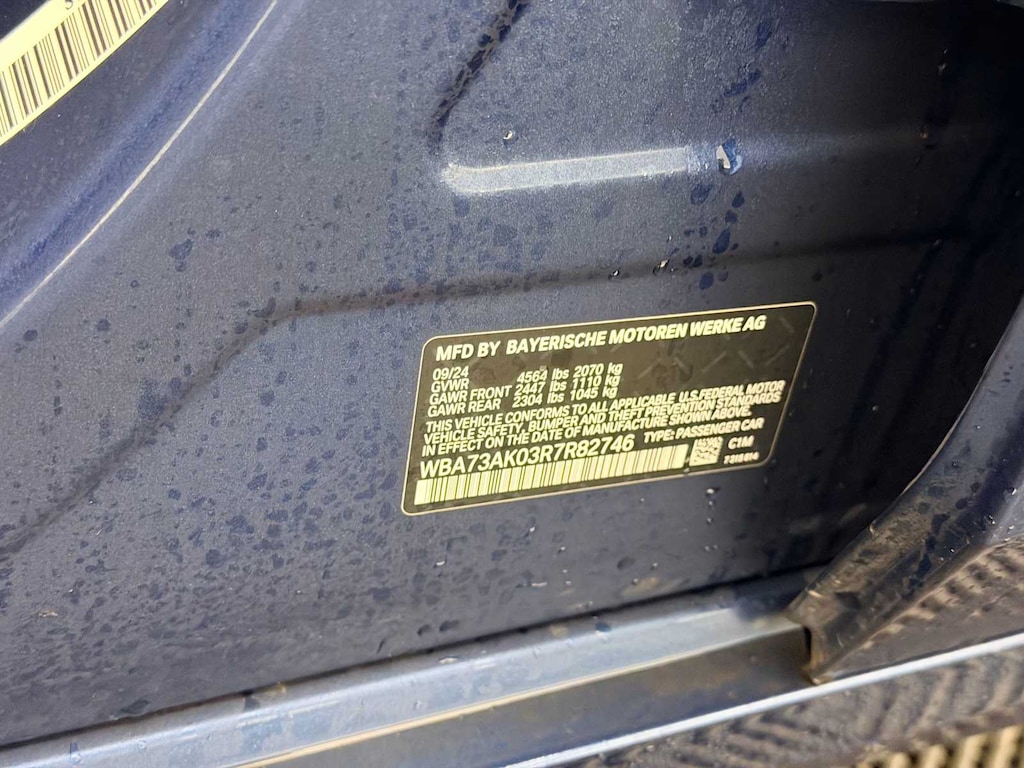 MFD BY BAYERISCHE MOTOREN WERKE AG
09/24
GVWR 4564 lbs 2070 kg
GAWR FRONT 2447 lbs 1110 kg
GAWR REAR 2304 lbs 1045 kg
THIS VEHICLE CONFORMS TO ALL APPLICABLE U.S.FEDERAL MOTOR
VEHICLE SAFETY, BUMPER AND THEFT PREVENTION STANDARDS
IN EFFECT ON THE DATE OF MANUFACTURE SHOWN ABOVE.
WBA73AK03R7R82746 TYPE: PASSENGER CAR
C1M